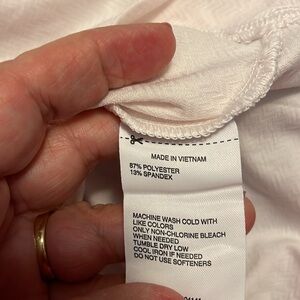 MADE IN VIETNAM
87% POLYESTER
13% SPANDEX
MACHINE WASH COLD WITH
LIKE COLORS
ONLY NON-CHLORINE BLEACH
WHEN NEEDED
TUMBLE DRY LOW
COOL IRON IF NEEDED
DO NOT USE SOFTENERS